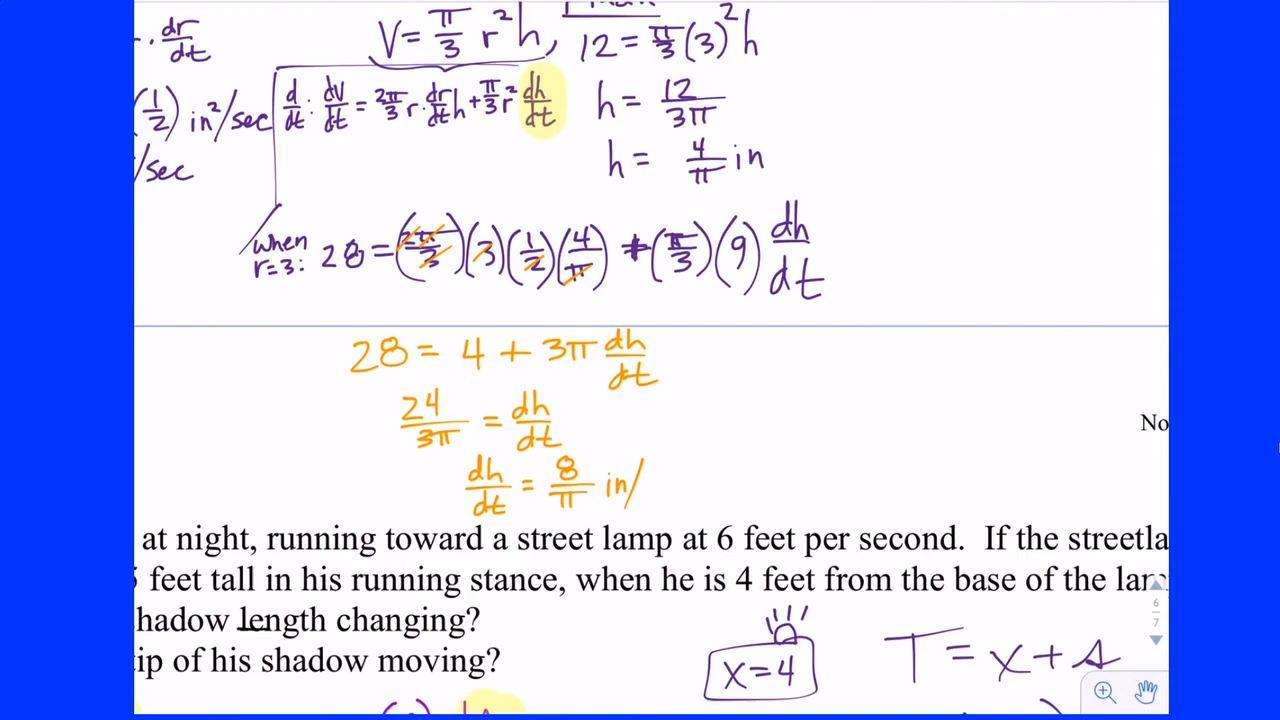 · dr/dt
V = π/3 r²h, 12 = π/3 (3)² h
(1/2) in²/sec
d/dt: dV/dt = 2π/3 r · dr/dt h + π/3 r² dh/dt
h = 12/3π
/sec
h = 4/π in
when r=3: 28 = (2π/3)(3)(1/2)(4/π) + (π/3)(9) dh/dt
28 = 4 + 3π dh/dt
24/3π = dh/dt
No
dh/dt = 8/π in/
at night, running toward a street lamp at 6 feet per second. If the streetla
feet tall in his running stance, when he is 4 feet from the base of the lam
hadow length changing?
tip of his shadow moving?
x=4
T = x + s
6
7